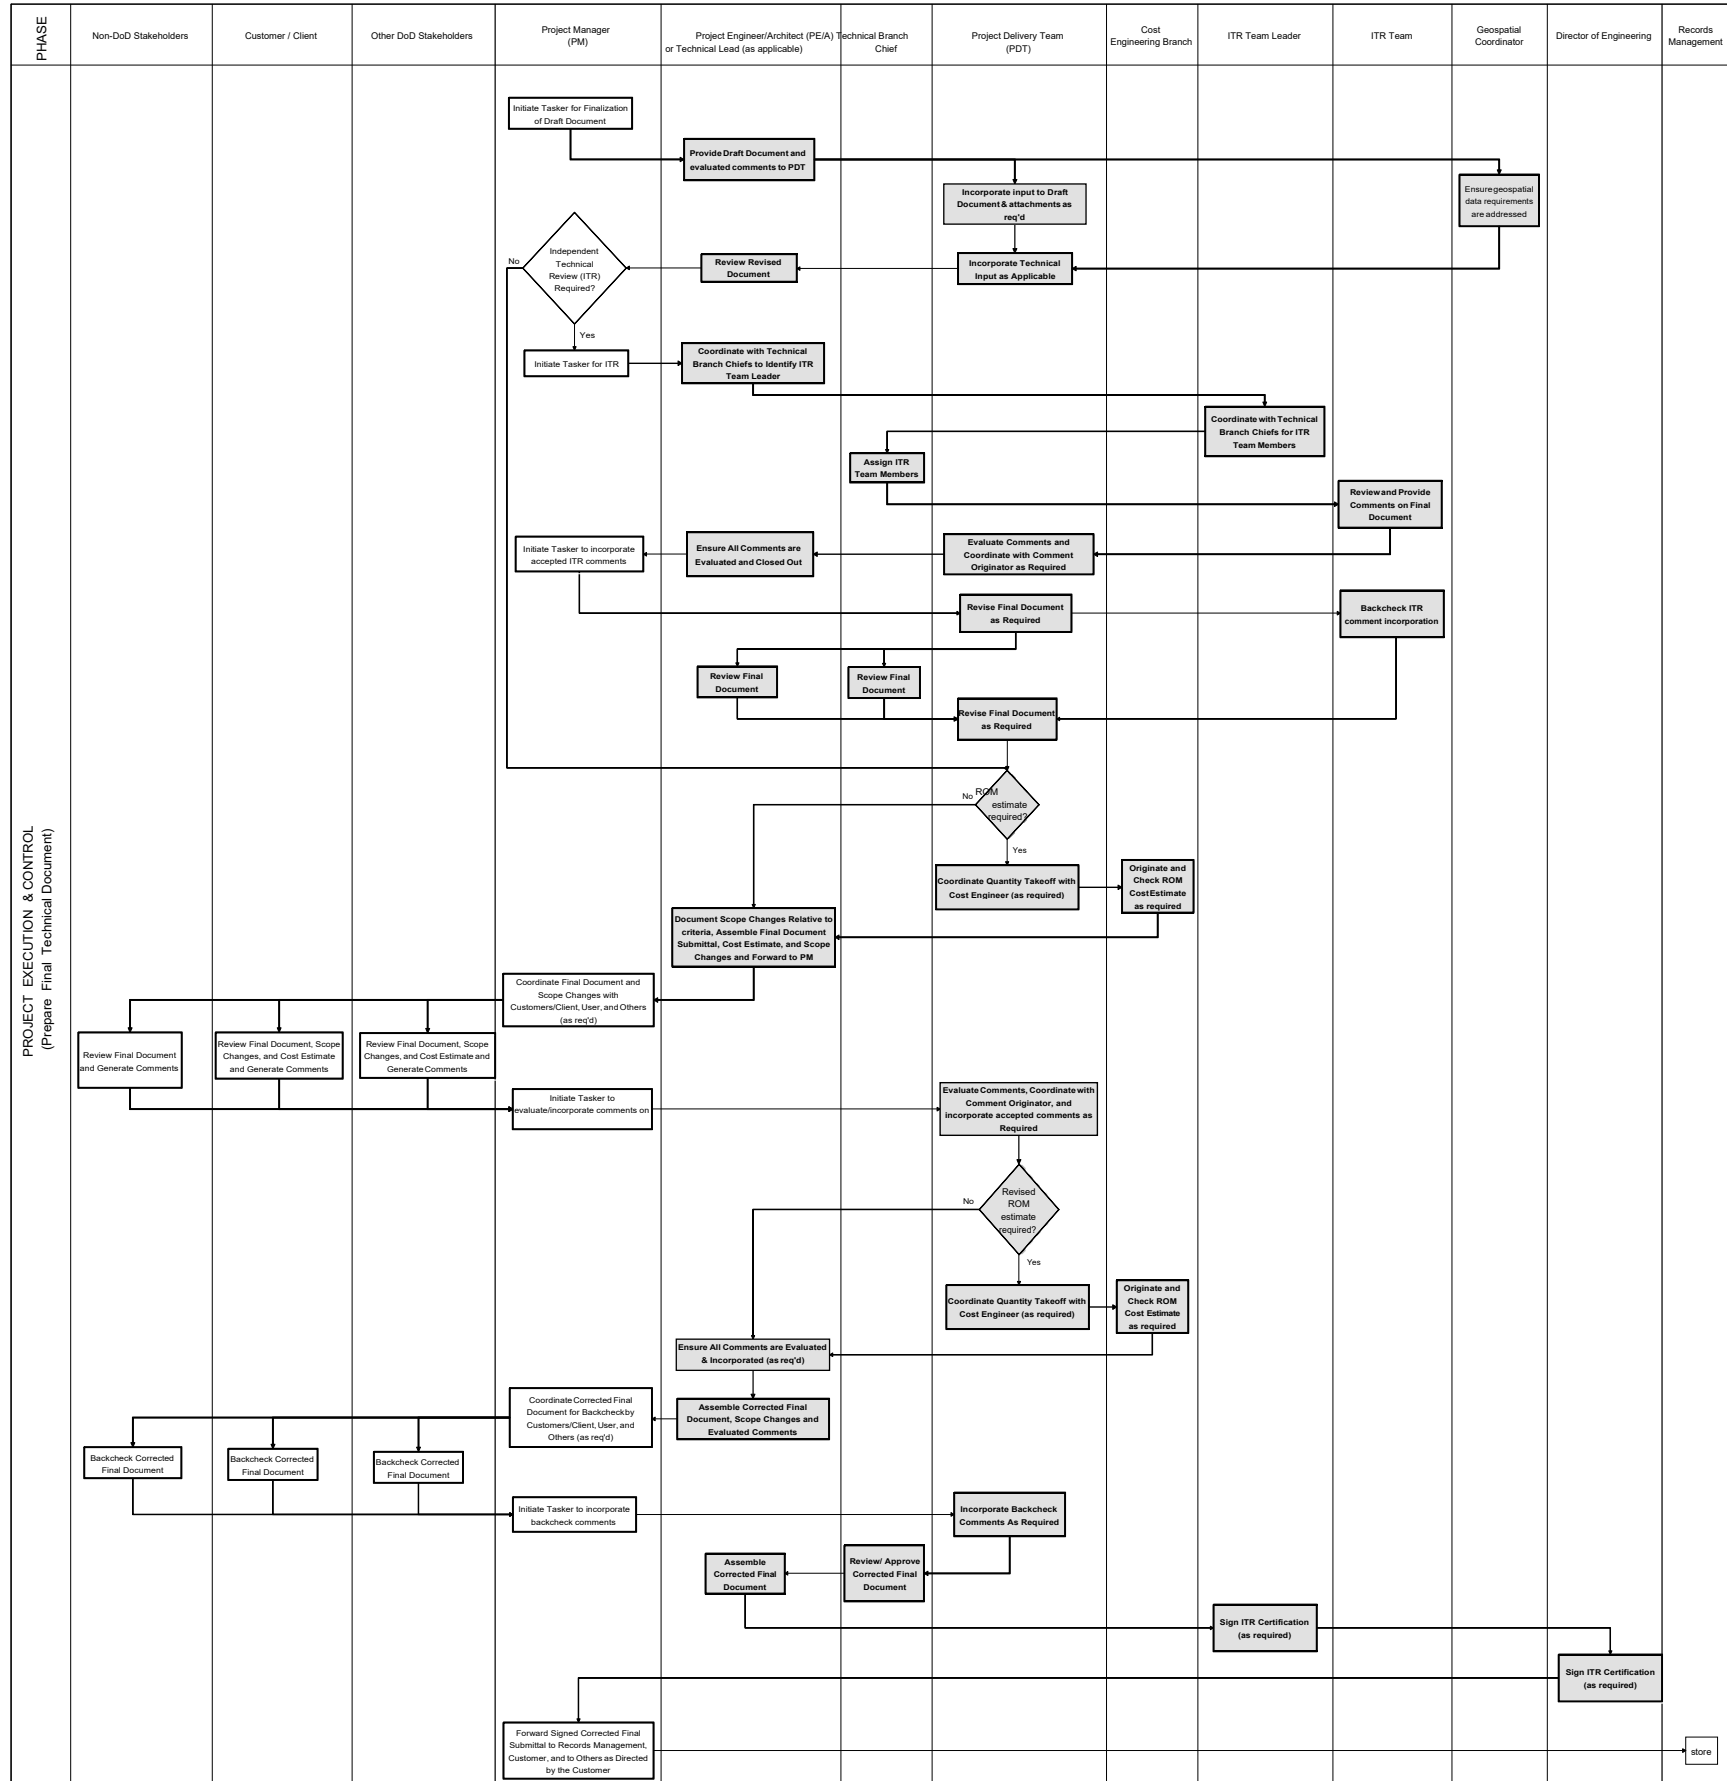 PHASE
Non-DoD Stakeholders
Customer / Client
Other DoD Stakeholders
Project Manager
(PM)
Project Engineer/Architect (PE/A)
or Technical Lead (as applicable)
Technical Branch
Chief
Project Delivery Team
(PDT)
Cost
Engineering Branch
ITR Team Leader
ITR Team
Geospatial
Coordinator
Director of Engineering
Records
Management
PROJECT EXECUTION & CONTROL
(Prepare Final Technical Document)
Initiate Tasker for Finalization
of Draft Document
Provide Draft Document and
evaluated comments to PDT
Incorporate input to Draft
Document & attachments as
req'd
Ensure geospatial
data requirements
are addressed
Independent
Technical
Review (ITR)
Required?
No
Yes
Review Revised
Document
Incorporate Technical
Input as Applicable
Initiate Tasker for ITR
Coordinate with Technical
Branch Chiefs to Identify ITR
Team Leader
Coordinate with Technical
Branch Chiefs for ITR
Team Members
Assign ITR
Team Members
Review and Provide
Comments on Final
Document
Initiate Tasker to incorporate
accepted ITR comments
Ensure All Comments are
Evaluated and Closed Out
Evaluate Comments and
Coordinate with Comment
Originator as Required
Revise Final Document
as Required
Backcheck ITR
comment incorporation
Review Final
Document
Review Final
Document
Revise Final Document
as Required
No
ROM
estimate
required?
Yes
Coordinate Quantity Takeoff with
Cost Engineer (as required)
Originate and
Check ROM
Cost Estimate
as required
Document Scope Changes Relative to
criteria, Assemble Final Document
Submittal, Cost Estimate, and Scope
Changes and Forward to PM
Coordinate Final Document and
Scope Changes with
Customers/Client, User, and Others
(as req'd)
Review Final Document
and Generate Comments
Review Final Document, Scope
Changes, and Cost Estimate
and Generate Comments
Review Final Document, Scope
Changes, and Cost Estimate and
Generate Comments
Initiate Tasker to
evaluate/incorporate comments on
Evaluate Comments, Coordinate with
Comment Originator, and
incorporate accepted comments as
Required
No
Revised
ROM
estimate
required?
Yes
Coordinate Quantity Takeoff with
Cost Engineer (as required)
Originate and
Check ROM
Cost Estimate
as required
Ensure All Comments are Evaluated
& Incorporated (as req'd)
Coordinate Corrected Final
Document for Backcheck by
Customers/Client, User, and
Others (as req'd)
Assemble Corrected Final
Document, Scope Changes and
Evaluated Comments
Backcheck Corrected
Final Document
Backcheck Corrected
Final Document
Backcheck Corrected
Final Document
Initiate Tasker to incorporate
backcheck comments
Incorporate Backcheck
Comments As Required
Assemble
Corrected Final
Document
Review/ Approve
Corrected Final
Document
Sign ITR Certification
(as required)
Sign ITR Certification
(as required)
Forward Signed Corrected Final
Submittal to Records Management,
Customer, and to Others as Directed
by the Customer
store